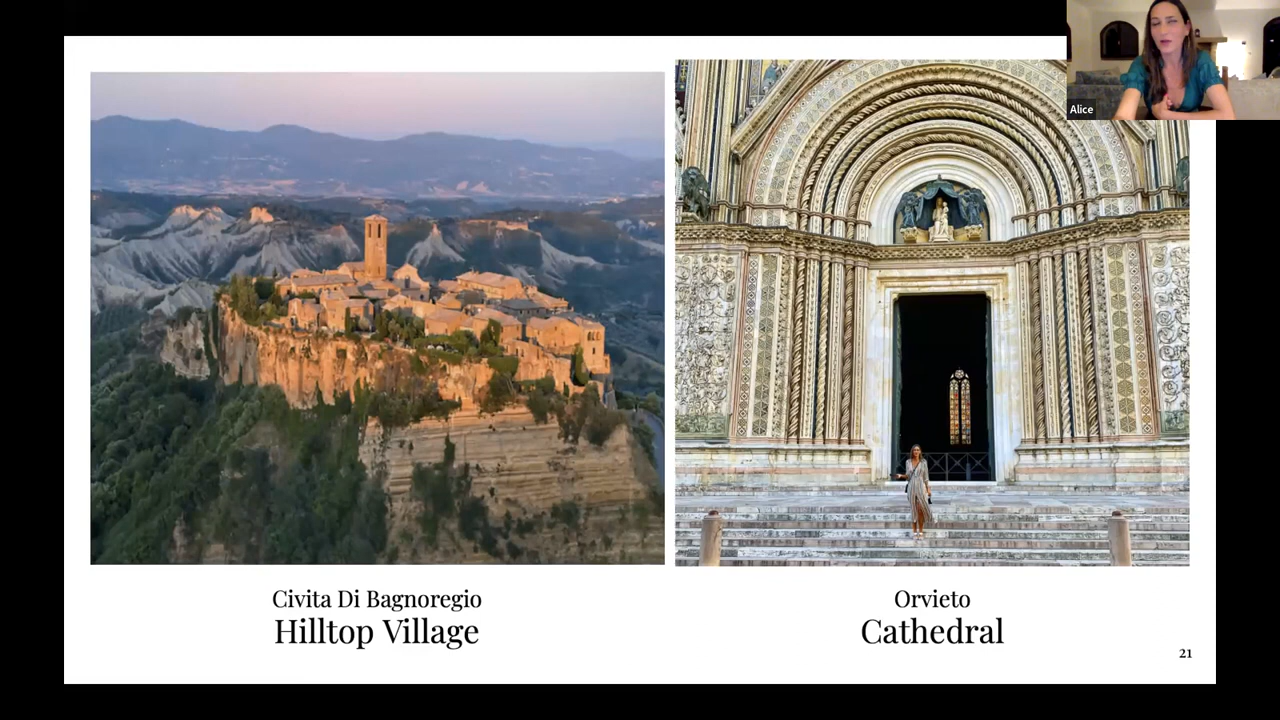 Alice
Civita Di Bagnoregio
Hilltop Village
Orvieto
Cathedral
21